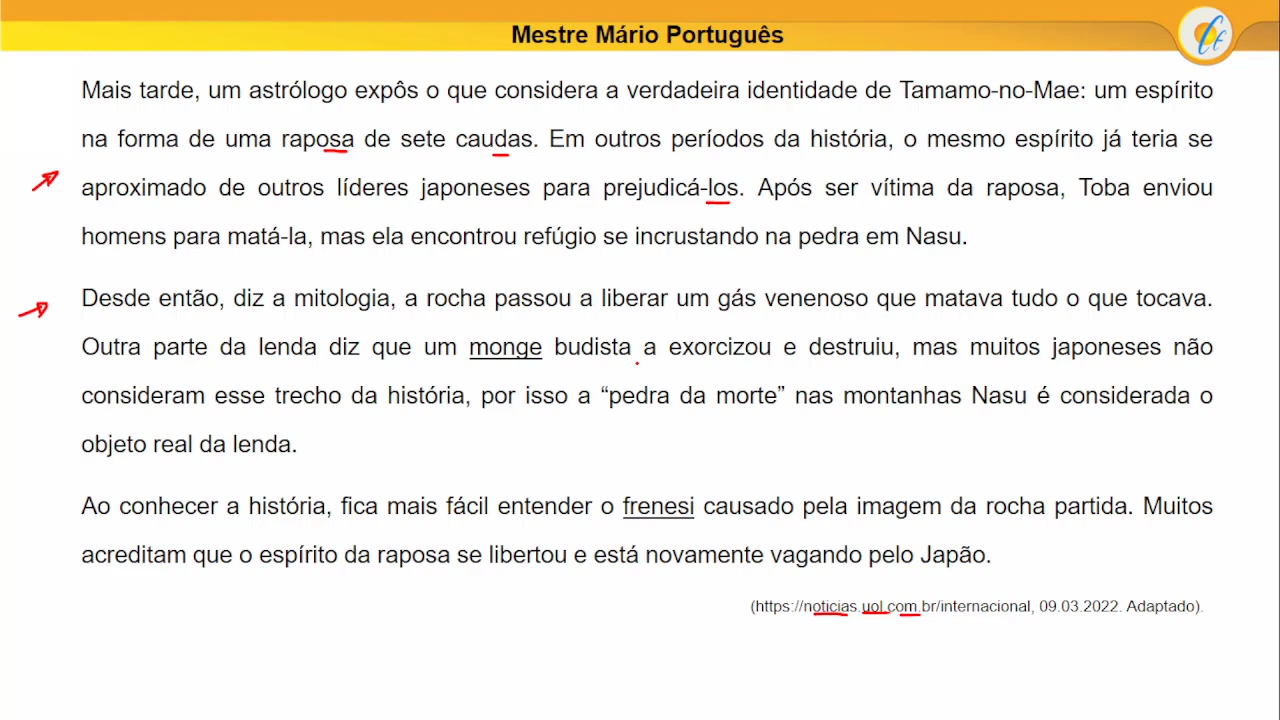 Mestre Mário Português
Mais tarde, um astrólogo expôs o que considera a verdadeira identidade de Tamamo-no-Mae: um espírito
na forma de uma raposa de sete caudas. Em outros períodos da história, o mesmo espírito já teria se
aproximado de outros líderes japoneses para prejudicá-los. Após ser vítima da raposa, Toba enviou
homens para matá-la, mas ela encontrou refúgio se incrustando na pedra em Nasu.
Desde então, diz a mitologia, a rocha passou a liberar um gás venenoso que matava tudo o que tocava.
Outra parte da lenda diz que um monge budista a exorcizou e destruiu, mas muitos japoneses não
consideram esse trecho da história, por isso a “pedra da morte” nas montanhas Nasu é considerada o
objeto real da lenda.
Ao conhecer a história, fica mais fácil entender o frenesi causado pela imagem da rocha partida. Muitos
acreditam que o espírito da raposa se libertou e está novamente vagando pelo Japão.
(https://noticias.uol.com.br/internacional, 09.03.2022. Adaptado).